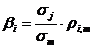 βᵢ = σⱼ / σₘ · ρᵢ,ₘ